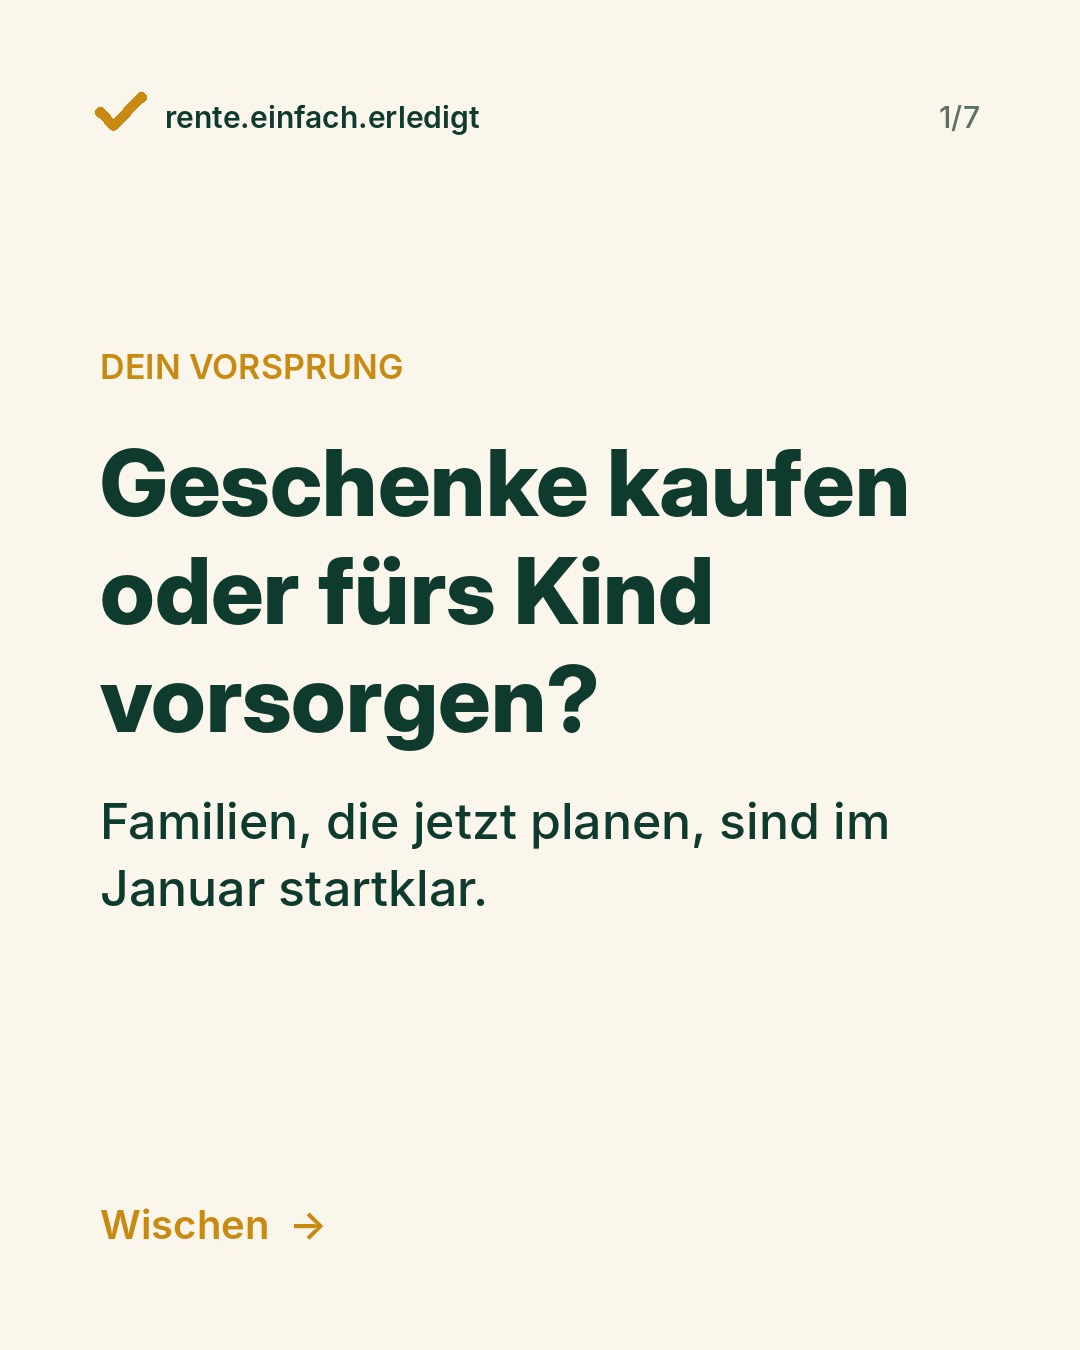 rente.einfach.erledigt
1/7
DEIN VORSPRUNG
Geschenke kaufen
oder fürs Kind
vorsorgen?
Familien, die jetzt planen, sind im
Januar startklar.
Wischen →